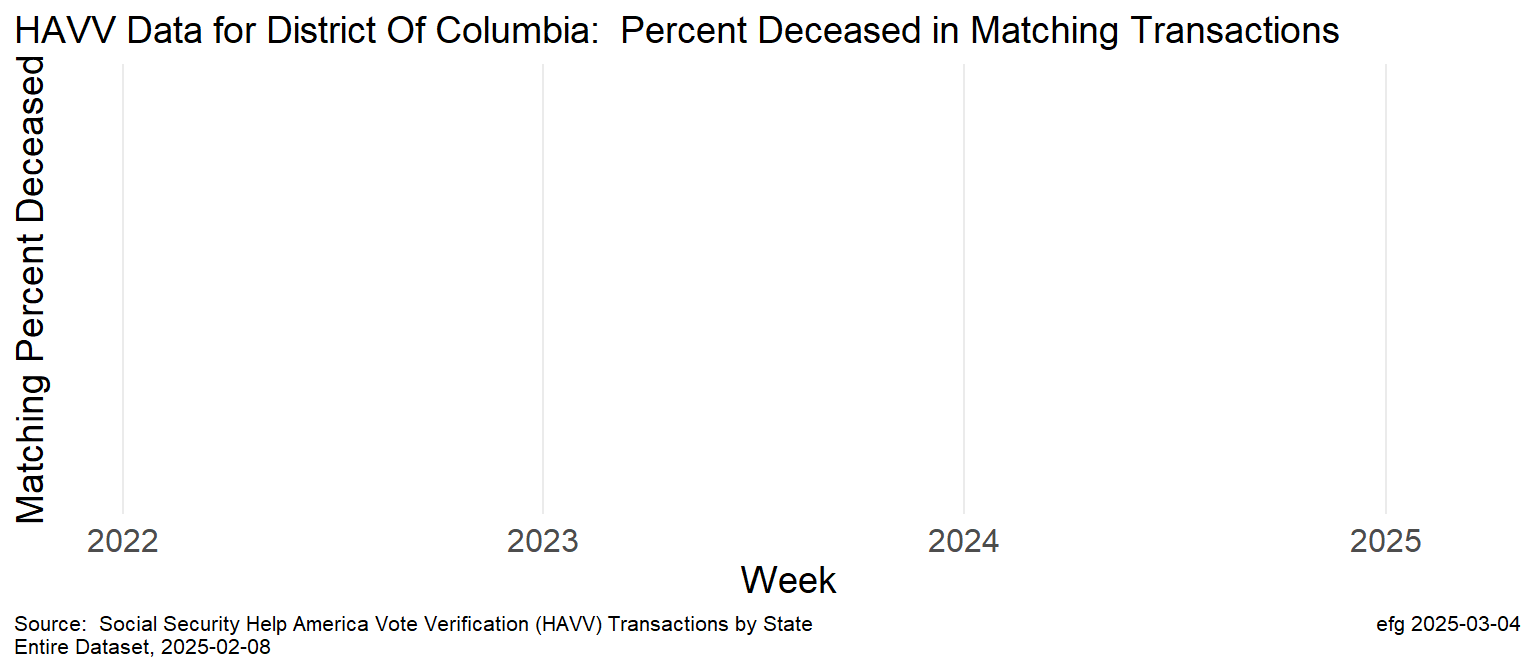 HAVV Data for District Of Columbia:  Percent Deceased in Matching Transactions
Matching Percent Deceased
2022
2023
2024
2025
Week
Source:  Social Security Help America Vote Verification (HAVV) Transactions by State
Entire Dataset, 2025-02-08
efg 2025-03-04